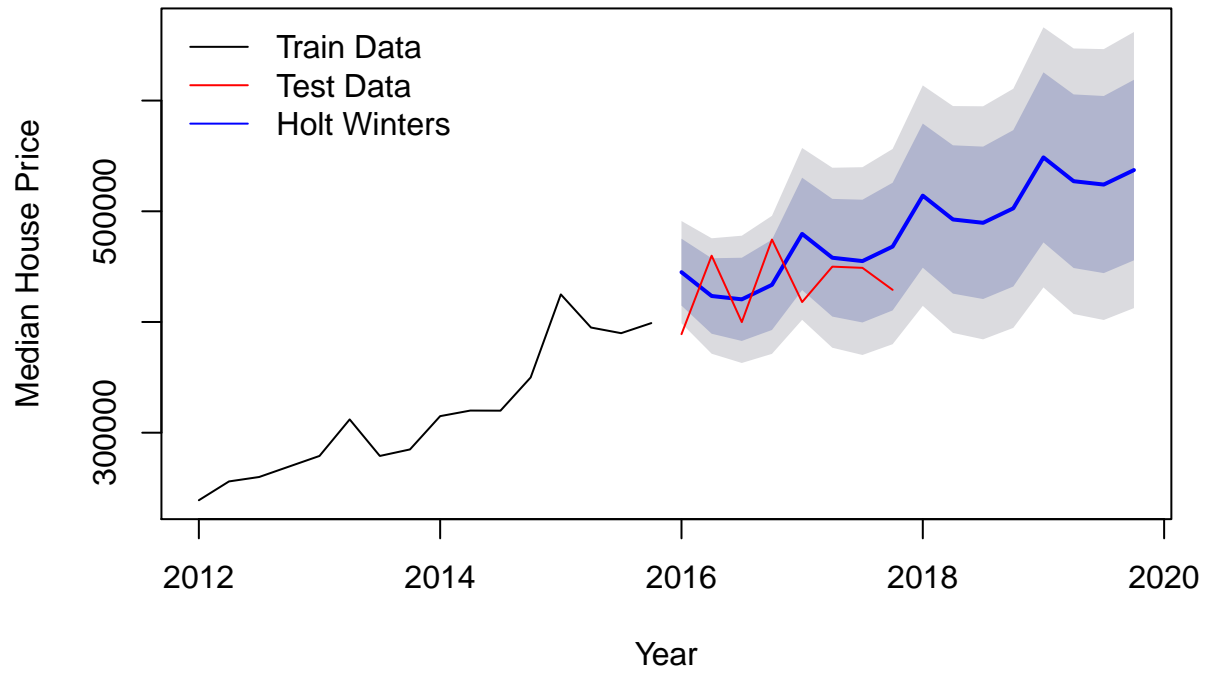 Train Data
Test Data
Holt Winters
Median House Price
500000
300000
2012
2014
2016
2018
2020
Year